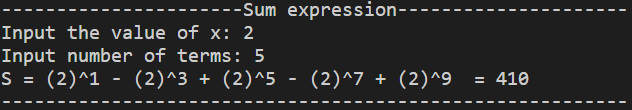 ----------------------Sum expression---------------------
Input the value of x: 2
Input number of terms: 5
S = (2)^1 - (2)^3 + (2)^5 - (2)^7 + (2)^9  = 410
---------------------------------------------------------